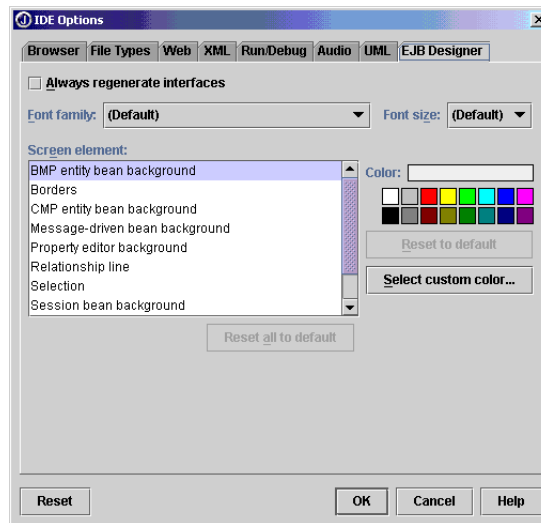 IDE Options
Browser File Types Web XML Run/Debug Audio UML EJB Designer
Always regenerate interfaces
Font family: (Default) Font size: (Default)
Screen element:
BMP entity bean background
Color:
Borders
CMP entity bean background
Message-driven bean background
Property editor background
Reset to default
Relationship line
Selection
Select custom color...
Session bean background
Reset all to default
Reset OK Cancel Help